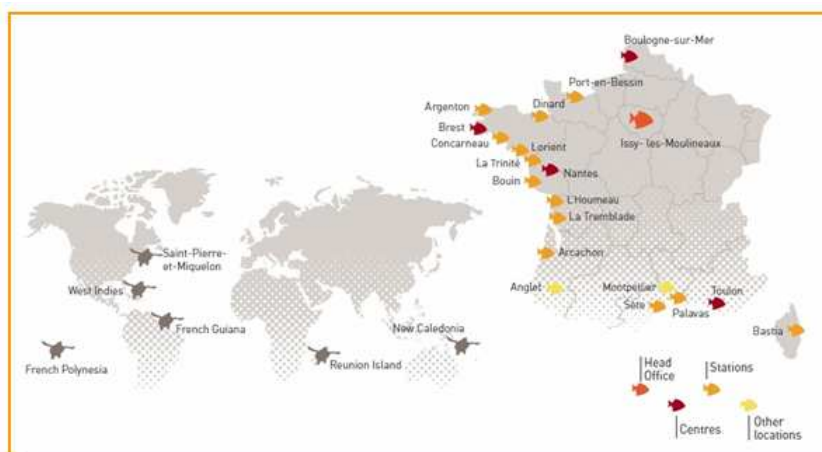 Boulogne-sur-Mer
Port-en-Bessin
Argenton
Dinard
Brest
Concarneau
Lorient
Issy- les-Moulineaux
La Trinité
Nantes
Bouin
L'Houmeau
La Tremblade
Arcachon
Anglet
Montpellier
Toulon
Sète
Palavas
Bastia
Saint-Pierre-
et-Miquelon
West Indies
French Guiana
New Caledonia
French Polynesia
Reunion Island
Head
Office
Stations
Centres
Other
locations